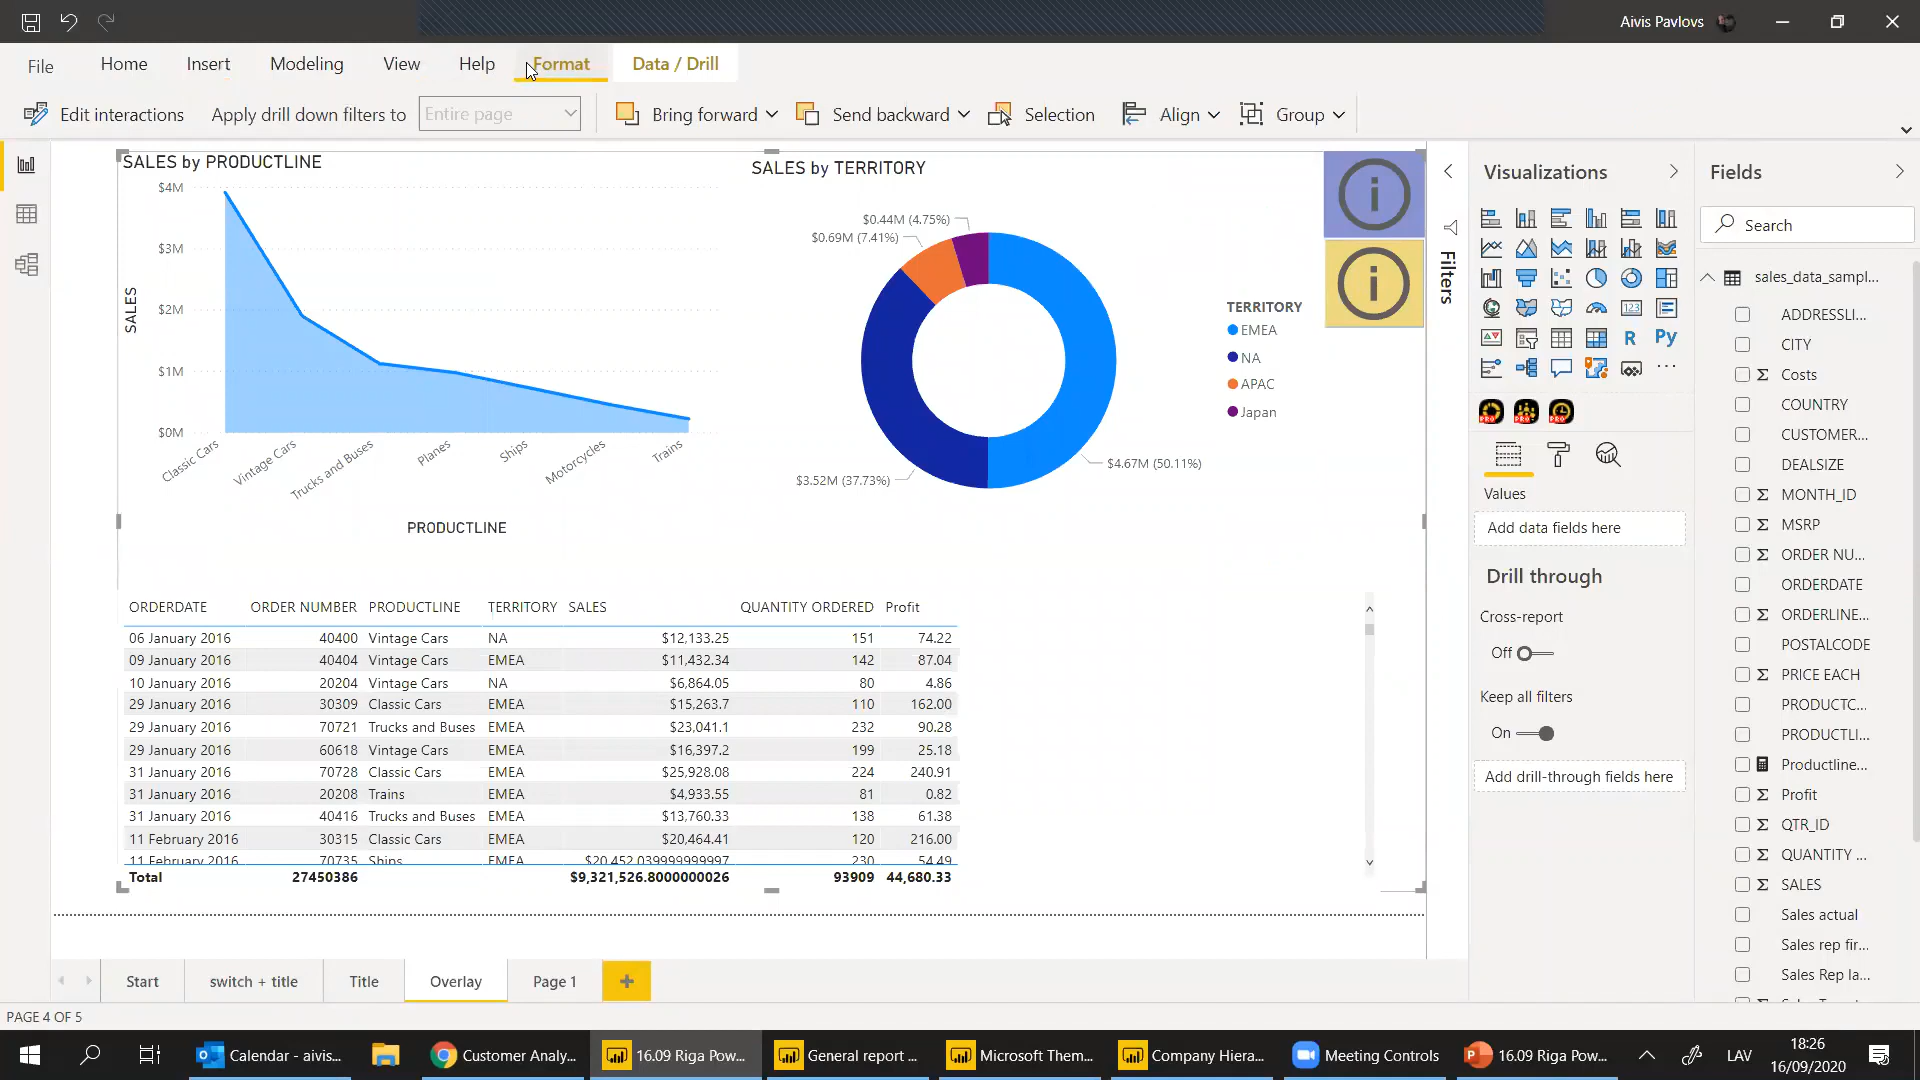 Aivis Pavlovs
File Home Insert Modeling View Help Format Data / Drill
Edit interactions Apply drill down filters to Entire page Bring forward Send backward Selection Align Group
SALES by PRODUCTLINE
$4M
$3M
$2M
$1M
$0M
SALES
Classic Cars
Vintage Cars
Trucks and Buses
Planes
Ships
Motorcycles
Trains
PRODUCTLINE
SALES by TERRITORY
$0.44M (4.75%)
$0.69M (7.41%)
$3.52M (37.73%)
$4.67M (50.11%)
TERRITORY
EMEA
NA
APAC
Japan
ORDERDATE ORDER NUMBER PRODUCTLINE TERRITORY SALES QUANTITY ORDERED Profit
06 January 2016 40400 Vintage Cars NA $12,133.25 151 74.22
09 January 2016 40404 Vintage Cars EMEA $11,432.34 142 87.04
10 January 2016 20204 Vintage Cars NA $6,864.05 80 4.86
29 January 2016 30309 Classic Cars EMEA $15,263.7 110 162.00
29 January 2016 70721 Trucks and Buses EMEA $23,041.1 232 90.28
29 January 2016 60618 Vintage Cars EMEA $16,397.2 199 25.18
31 January 2016 70728 Classic Cars EMEA $25,928.08 224 240.91
31 January 2016 20208 Trains EMEA $4,933.55 81 0.82
31 January 2016 40416 Trucks and Buses EMEA $13,760.33 138 61.38
11 February 2016 30315 Classic Cars EMEA $20,464.41 120 216.00
11 February 2016 70735 Ships EMEA $20,452.039999999997 230 54.49
Total 27450386 $9,321,526.8000000026 93909 44,680.33
Filters
Visualizations
R Py
PRO PRO PRO
Values
Add data fields here
Drill through
Cross-report
Off
Keep all filters
On
Add drill-through fields here
Fields
Search
sales_data_sampl...
ADDRESSLI...
CITY
Costs
COUNTRY
CUSTOMER...
DEALSIZE
MONTH_ID
MSRP
ORDER NU...
ORDERDATE
ORDERLINE...
POSTALCODE
PRICE EACH
PRODUCTC...
PRODUCTLI...
Productline...
Profit
QTR_ID
QUANTITY ...
SALES
Sales actual
Sales rep fir...
Sales Rep la...
Start switch + title Title Overlay Page 1
PAGE 4 OF 5
Calendar - aivis... Customer Analy... 16.09 Riga Pow... General report ... Microsoft Them... Company Hiera... Meeting Controls 16.09 Riga Pow... LAV 18:26
16/09/2020